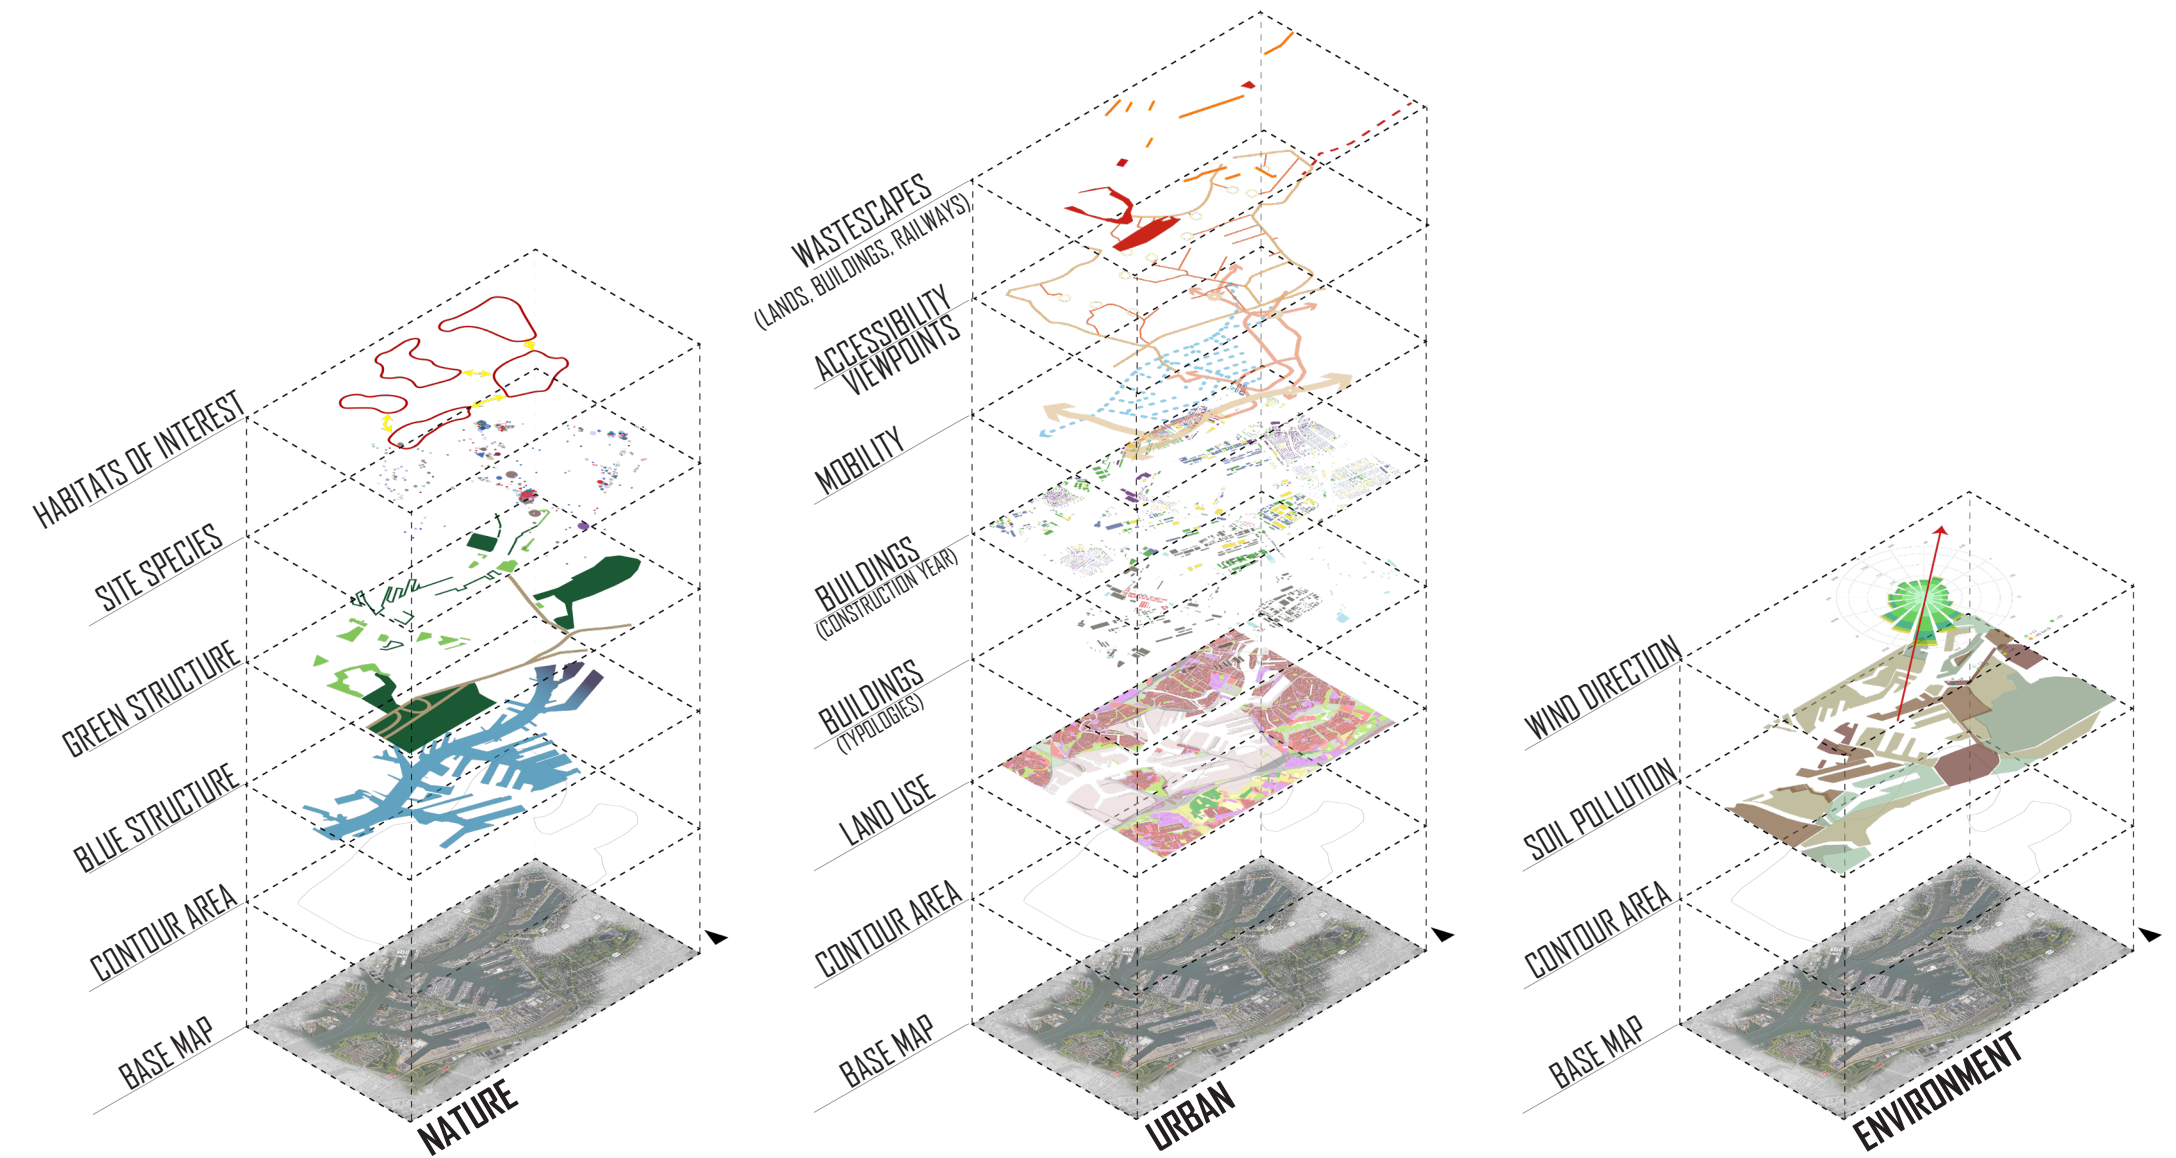 HABITATS OF INTEREST
SITE SPECIES
GREEN STRUCTURE
BLUE STRUCTURE
CONTOUR AREA
BASE MAP
NATURE
WASTESCAPES
(LANDS, BUILDINGS, RAILWAYS)
ACCESSIBILITY
VIEWPOINTS
MOBILITY
BUILDINGS
(CONSTRUCTION YEAR)
BUILDINGS
(TYPOLOGIES)
LAND USE
CONTOUR AREA
BASE MAP
URBAN
WIND DIRECTION
SOIL POLLUTION
CONTOUR AREA
BASE MAP
ENVIRONMENT